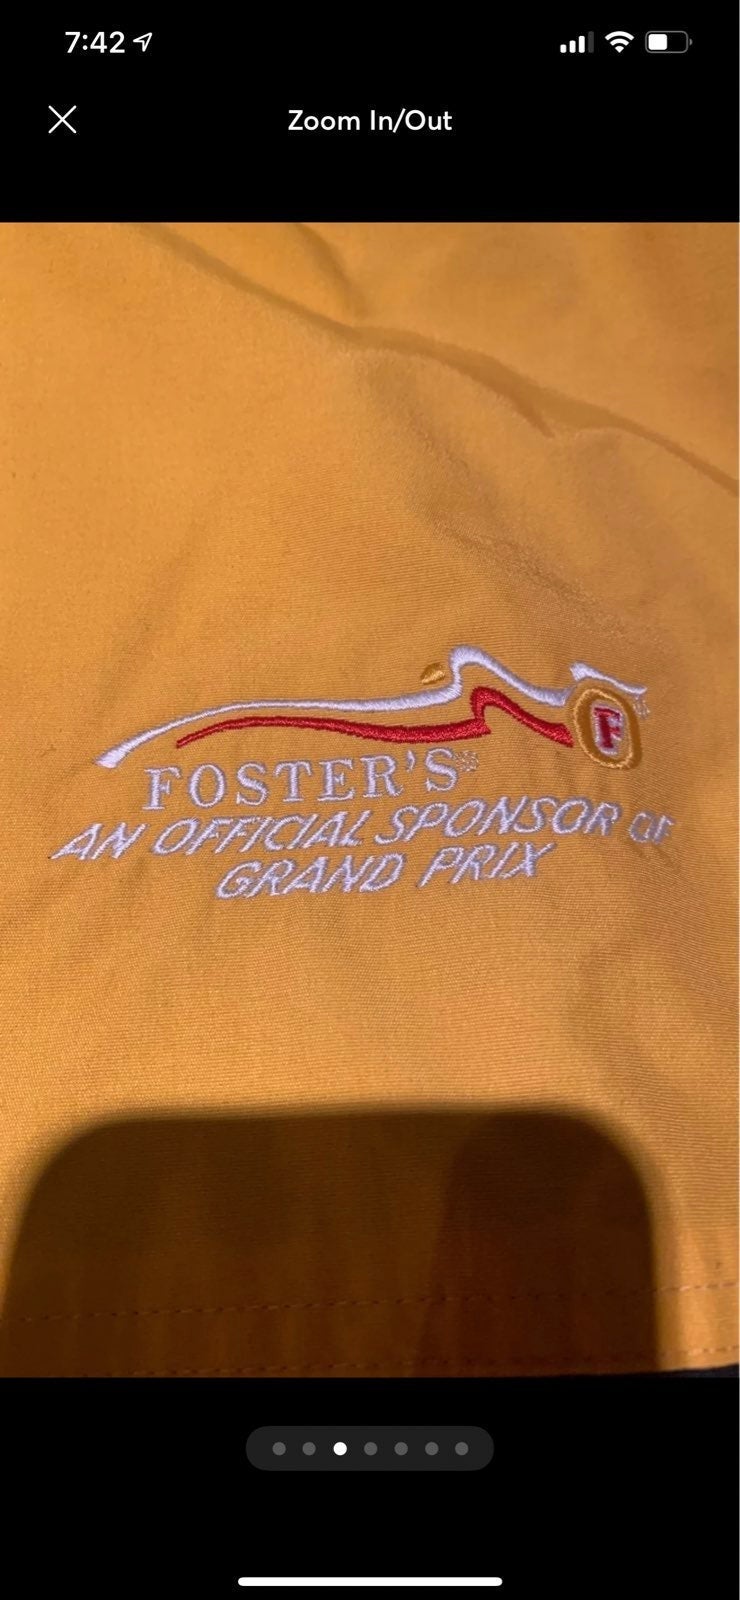 7:42
Zoom In/Out
F
FOSTER'S
AN OFFICIAL SPONSOR OF
GRAND PRIX